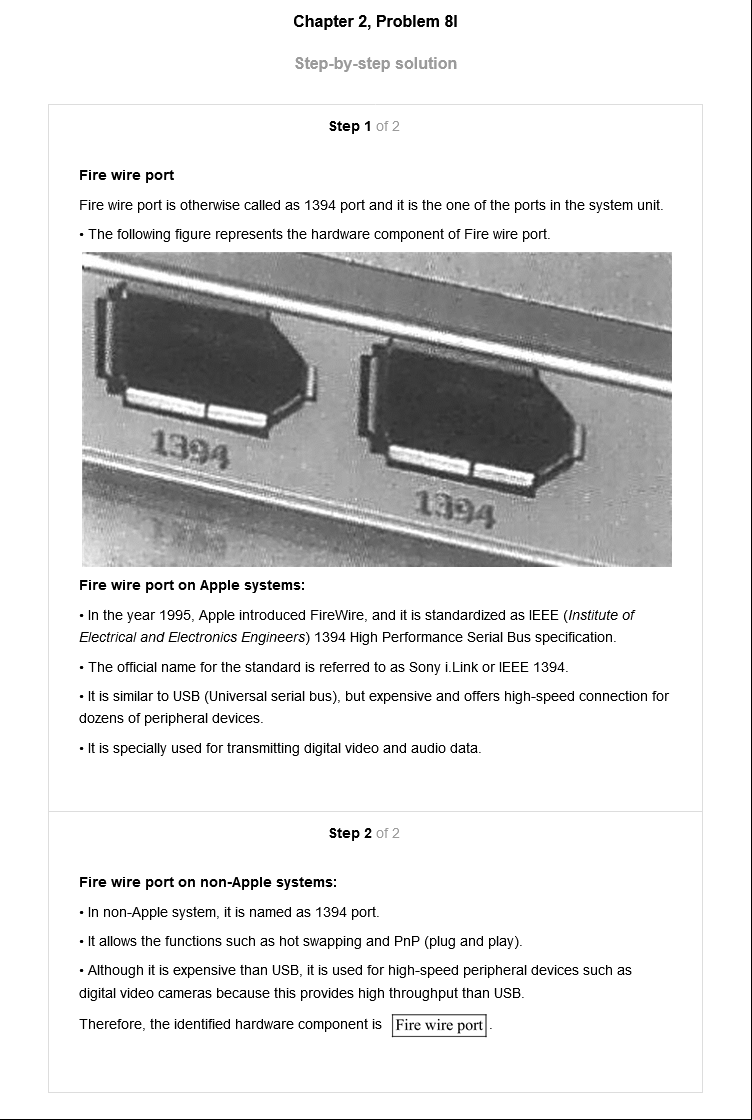 Chapter 2, Problem 8I
Step-by-step solution
Step 1 of 2
Fire wire port
Fire wire port is otherwise called as 1394 port and it is the one of the ports in the system unit.
• The following figure represents the hardware component of Fire wire port.
1394
1394
Fire wire port on Apple systems:
• In the year 1995, Apple introduced FireWire, and it is standardized as IEEE (Institute of
Electrical and Electronics Engineers) 1394 High Performance Serial Bus specification.
• The official name for the standard is referred to as Sony i.Link or IEEE 1394.
• It is similar to USB (Universal serial bus), but expensive and offers high-speed connection for
dozens of peripheral devices.
• It is specially used for transmitting digital video and audio data.
Step 2 of 2
Fire wire port on non-Apple systems:
• In non-Apple system, it is named as 1394 port.
• It allows the functions such as hot swapping and PnP (plug and play).
• Although it is expensive than USB, it is used for high-speed peripheral devices such as
digital video cameras because this provides high throughput than USB.
Therefore, the identified hardware component is Fire wire port.